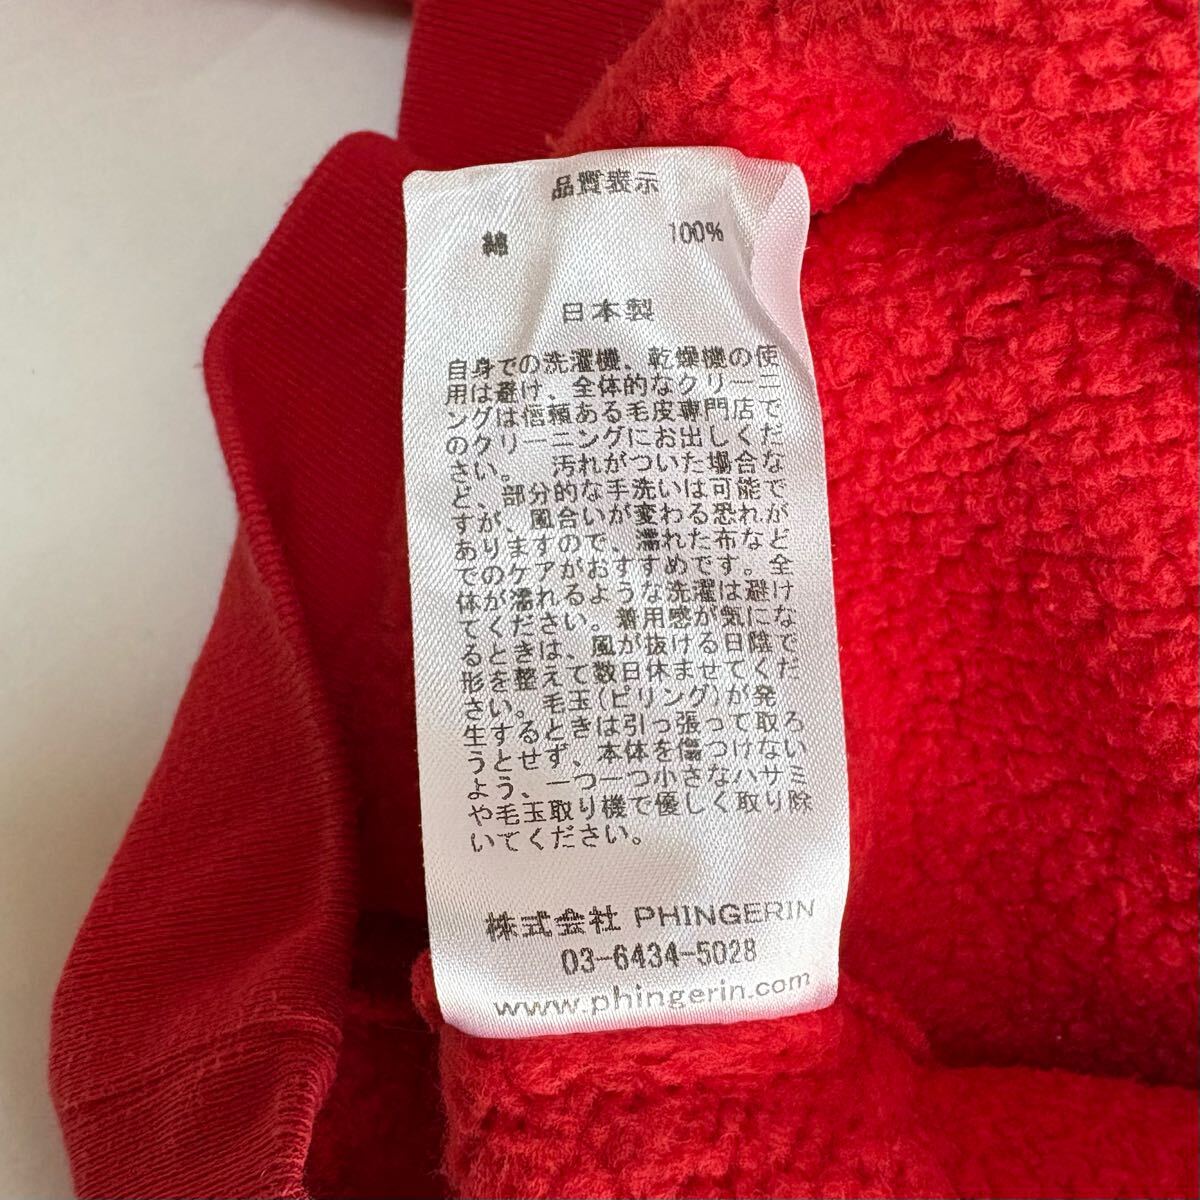 品質表示
綿 100%
日本製
自身での洗濯機、乾燥機の使
用は避け、全体的なクリーニ
ングは信頼ある毛皮専門店で
のクリーニングにお出しくだ
さい。 汚れがついた場合な
ど、部分的な手洗いは可能で
すが、風合いが変わる恐れが
ありますので、濡れた布など
でのケアがおすすめです。全
体が濡れるような洗濯は避け
てください。着用感が気にな
るときは、風が抜ける日陰で
形を整えて数日休ませてくだ
さい。毛玉(ピリング)が発
生するときは引っ張って取ろ
うとせず、本体を傷つけない
よう、一つ一つ小さなハサミ
や毛玉取り機で優しく取り除
いてください。
株式会社 PHINGERIN
03-6434-5028
www.phingerin.com